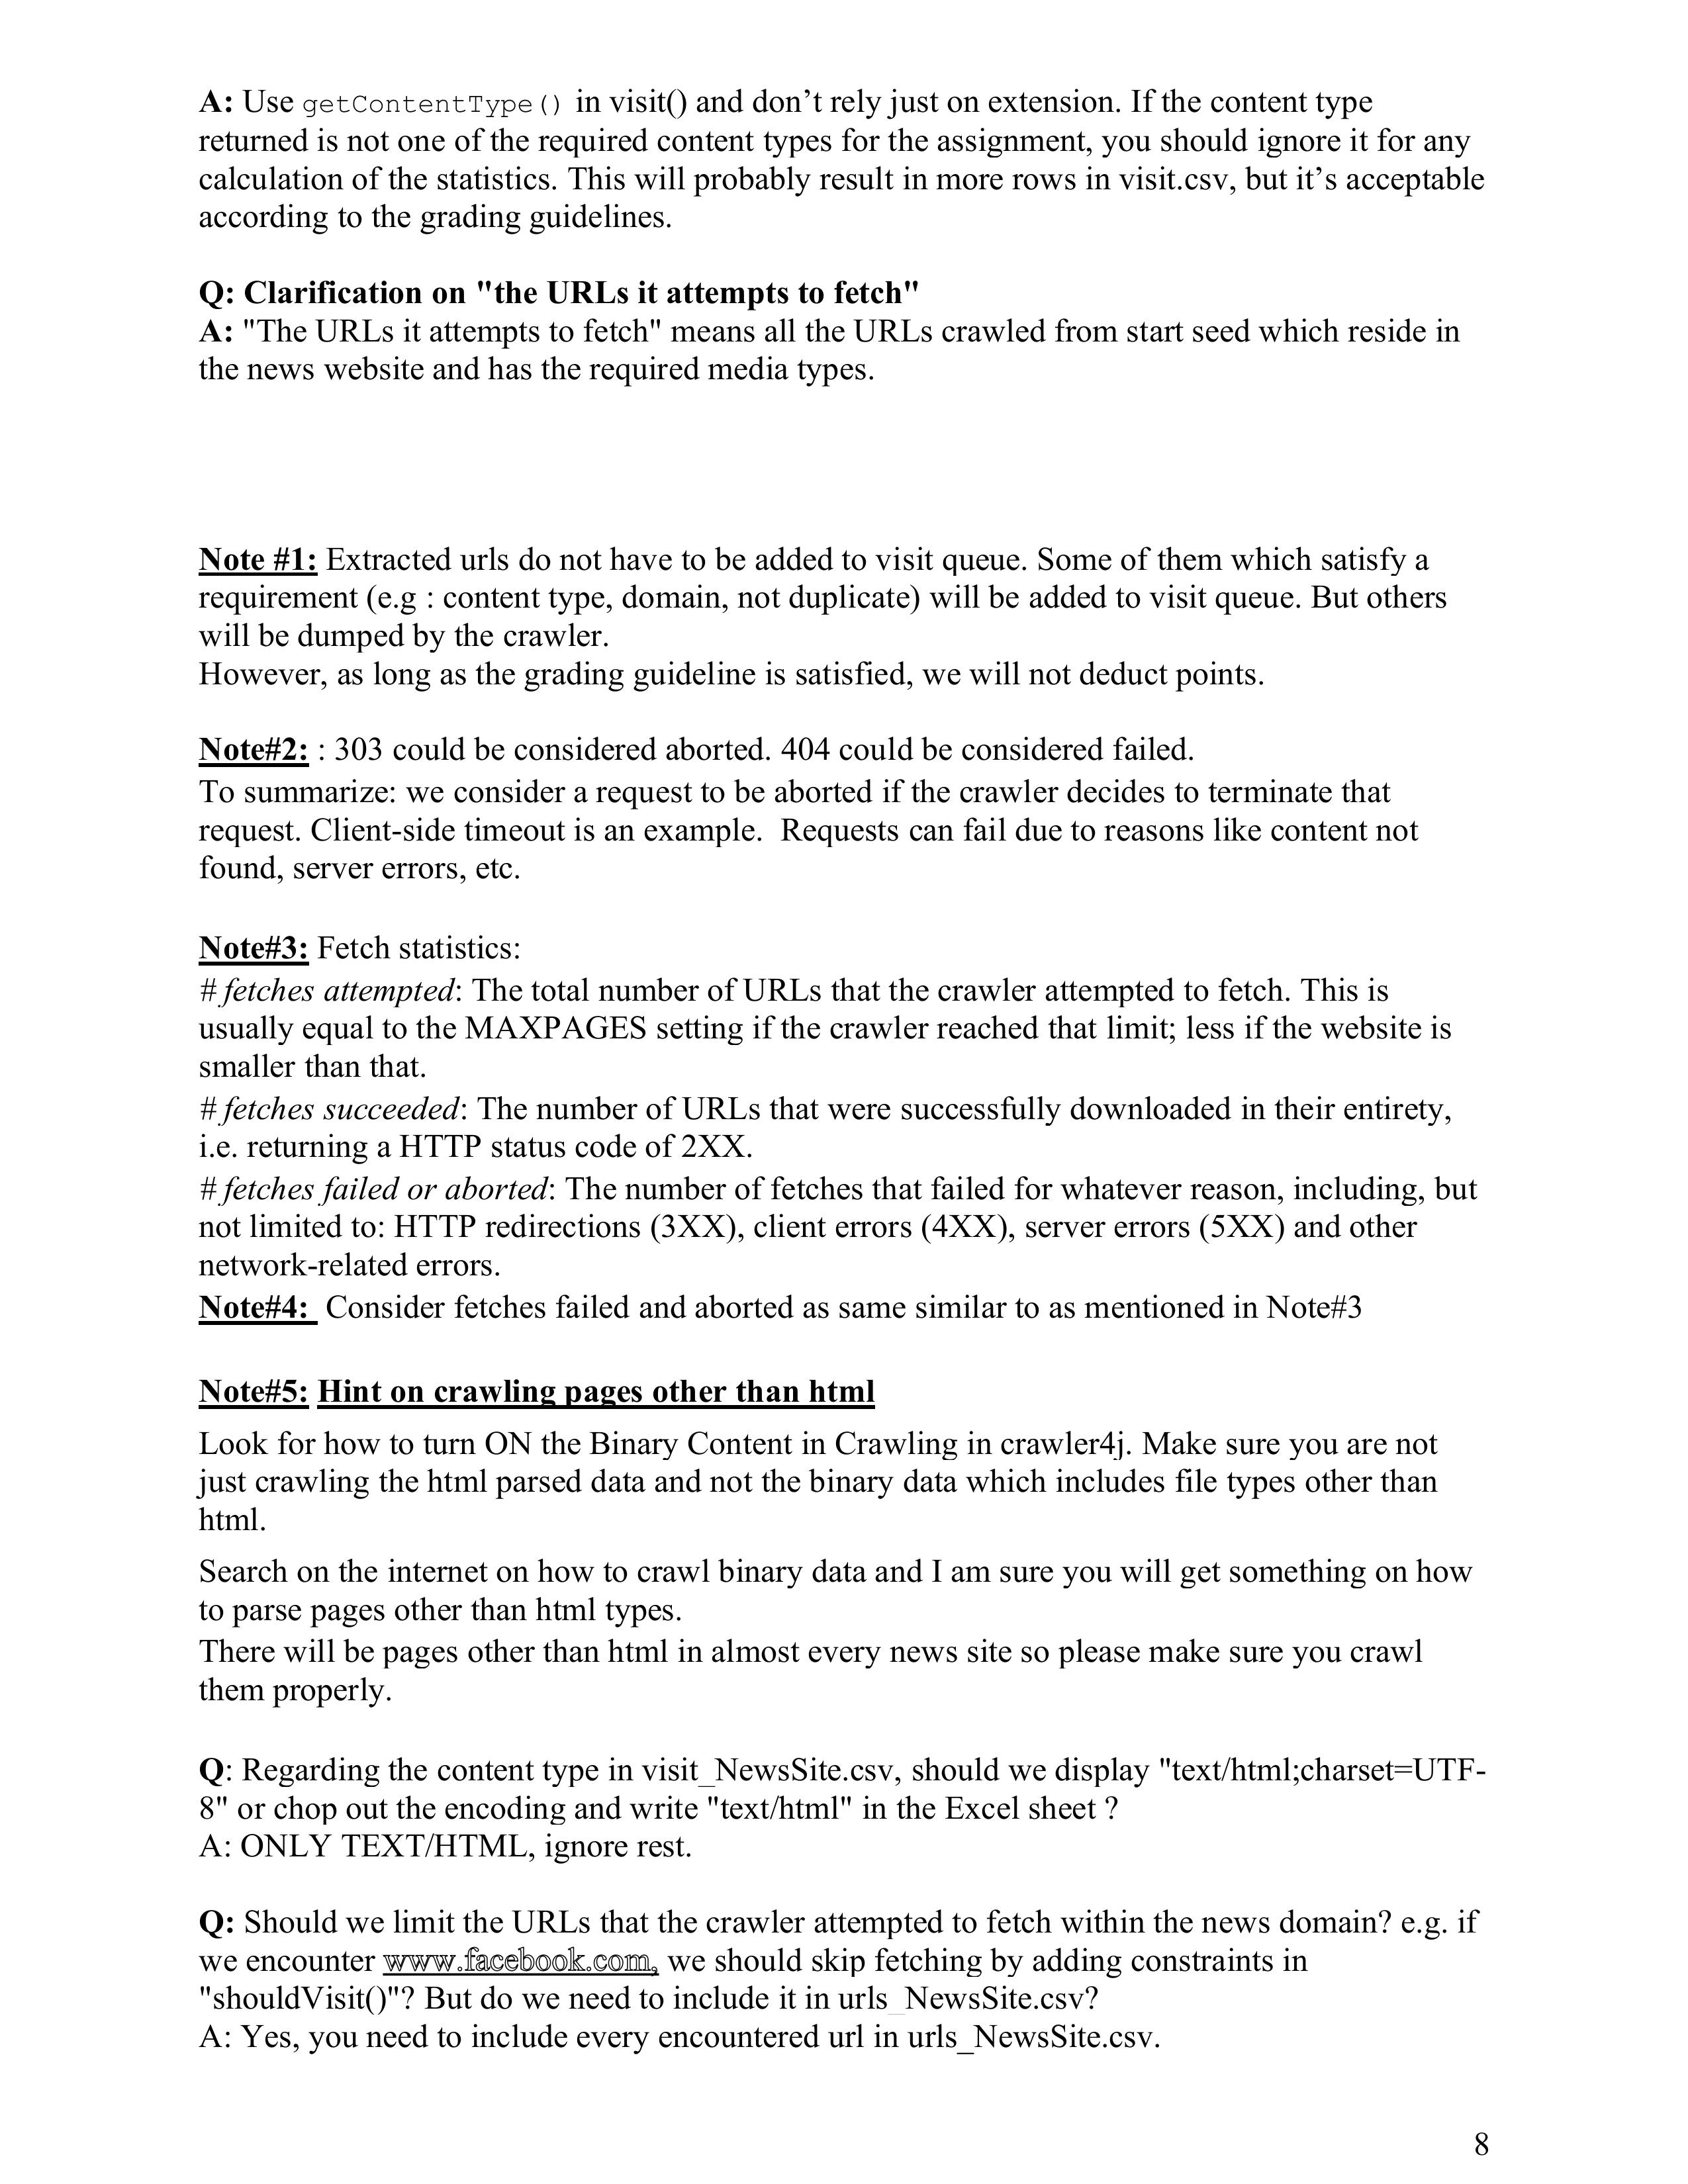 A: Use getContentType() in visit() and don’t rely just on extension. If the content type
returned is not one of the required content types for the assignment, you should ignore it for any
calculation of the statistics. This will probably result in more rows in visit.csv, but it’s acceptable
according to the grading guidelines.
Q: Clarification on "the URLs it attempts to fetch"
A: "The URLs it attempts to fetch" means all the URLs crawled from start seed which reside in
the news website and has the required media types.
Note #1: Extracted urls do not have to be added to visit queue. Some of them which satisfy a
requirement (e.g : content type, domain, not duplicate) will be added to visit queue. But others
will be dumped by the crawler.
However, as long as the grading guideline is satisfied, we will not deduct points.
Note#2: : 303 could be considered aborted. 404 could be considered failed.
To summarize: we consider a request to be aborted if the crawler decides to terminate that
request. Client-side timeout is an example.  Requests can fail due to reasons like content not
found, server errors, etc.
Note#3: Fetch statistics:
# fetches attempted: The total number of URLs that the crawler attempted to fetch. This is
usually equal to the MAXPAGES setting if the crawler reached that limit; less if the website is
smaller than that.
# fetches succeeded: The number of URLs that were successfully downloaded in their entirety,
i.e. returning a HTTP status code of 2XX.
# fetches failed or aborted: The number of fetches that failed for whatever reason, including, but
not limited to: HTTP redirections (3XX), client errors (4XX), server errors (5XX) and other
network-related errors.
Note#4:  Consider fetches failed and aborted as same similar to as mentioned in Note#3
Note#5: Hint on crawling pages other than html
Look for how to turn ON the Binary Content in Crawling in crawler4j. Make sure you are not
just crawling the html parsed data and not the binary data which includes file types other than
html.
Search on the internet on how to crawl binary data and I am sure you will get something on how
to parse pages other than html types.
There will be pages other than html in almost every news site so please make sure you crawl
them properly.
Q: Regarding the content type in visit_NewsSite.csv, should we display "text/html;charset=UTF-
8" or chop out the encoding and write "text/html" in the Excel sheet ?
A: ONLY TEXT/HTML, ignore rest.
Q: Should we limit the URLs that the crawler attempted to fetch within the news domain? e.g. if
we encounter www.facebook.com, we should skip fetching by adding constraints in
"shouldVisit()"? But do we need to include it in urls_NewsSite.csv?
A: Yes, you need to include every encountered url in urls_NewsSite.csv.
8